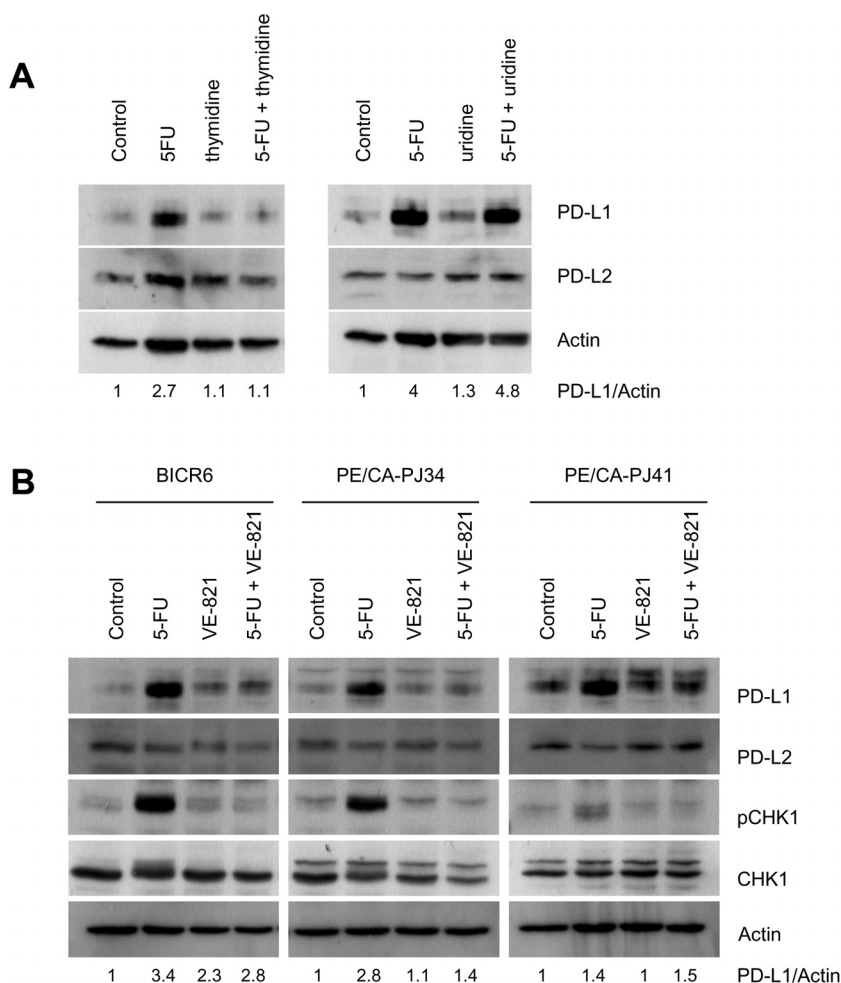 A
Control 5FU thymidine 5-FU + thymidine Control 5-FU uridine 5-FU + uridine
PD-L1
PD-L2
Actin
1 2.7 1.1 1.1 1 4 1.3 4.8 PD-L1/Actin
B
BICR6 PE/CA-PJ34 PE/CA-PJ41
Control 5-FU VE-821 5-FU + VE-821 Control 5-FU VE-821 5-FU + VE-821 Control 5-FU VE-821 5-FU + VE-821
PD-L1
PD-L2
pCHK1
CHK1
Actin
1 3.4 2.3 2.8 1 2.8 1.1 1.4 1 1.4 1 1.5 PD-L1/Actin